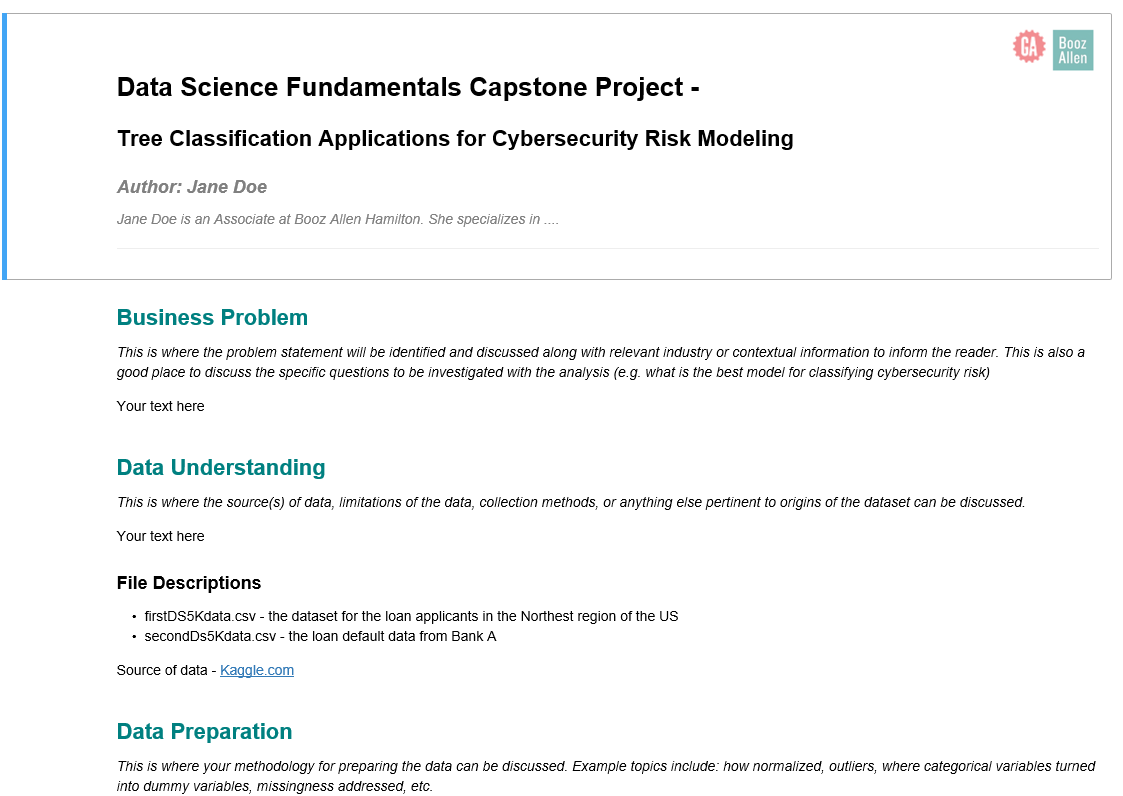 GA
Booz
Allen
Data Science Fundamentals Capstone Project -
Tree Classification Applications for Cybersecurity Risk Modeling
Author: Jane Doe
Jane Doe is an Associate at Booz Allen Hamilton. She specializes in ....
Business Problem
This is where the problem statement will be identified and discussed along with relevant industry or contextual information to inform the reader. This is also a
good place to discuss the specific questions to be investigated with the analysis (e.g. what is the best model for classifying cybersecurity risk)
Your text here
Data Understanding
This is where the source(s) of data, limitations of the data, collection methods, or anything else pertinent to origins of the dataset can be discussed.
Your text here
File Descriptions
• firstDS5Kdata.csv - the dataset for the loan applicants in the Northest region of the US
• secondDs5Kdata.csv - the loan default data from Bank A
Source of data - Kaggle.com
Data Preparation
This is where your methodology for preparing the data can be discussed. Example topics include: how normalized, outliers, where categorical variables turned
into dummy variables, missingness addressed, etc.